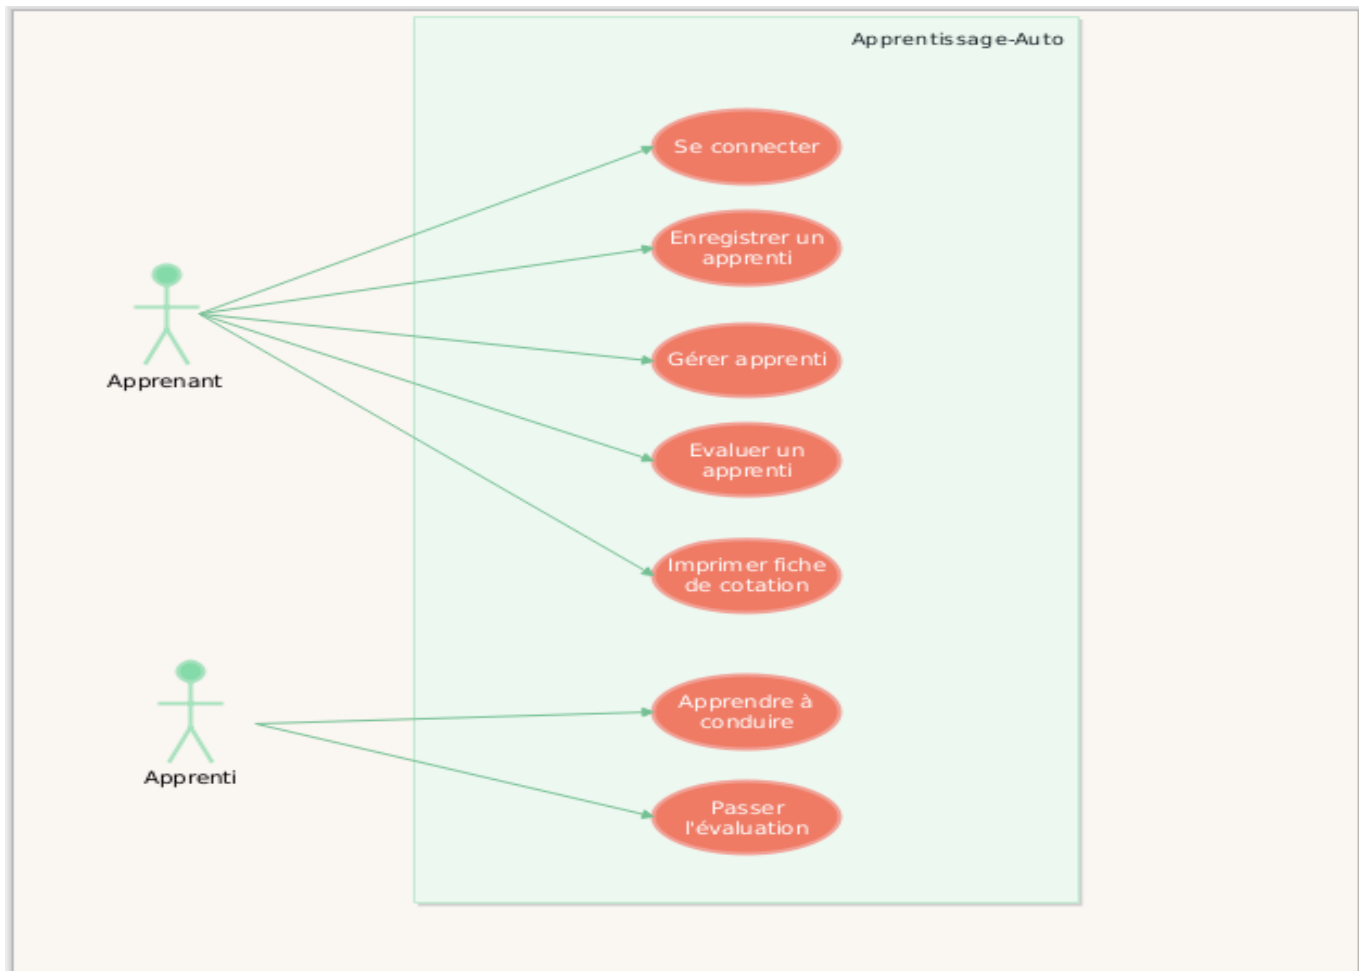 Apprentissage-Auto
Se connecter
Enregistrer un
apprenti
Gérer apprenti
Apprenant
Evaluer un
apprenti
Imprimer fiche
de cotation
Apprendre à
conduire
Apprenti
Passer
l'évaluation